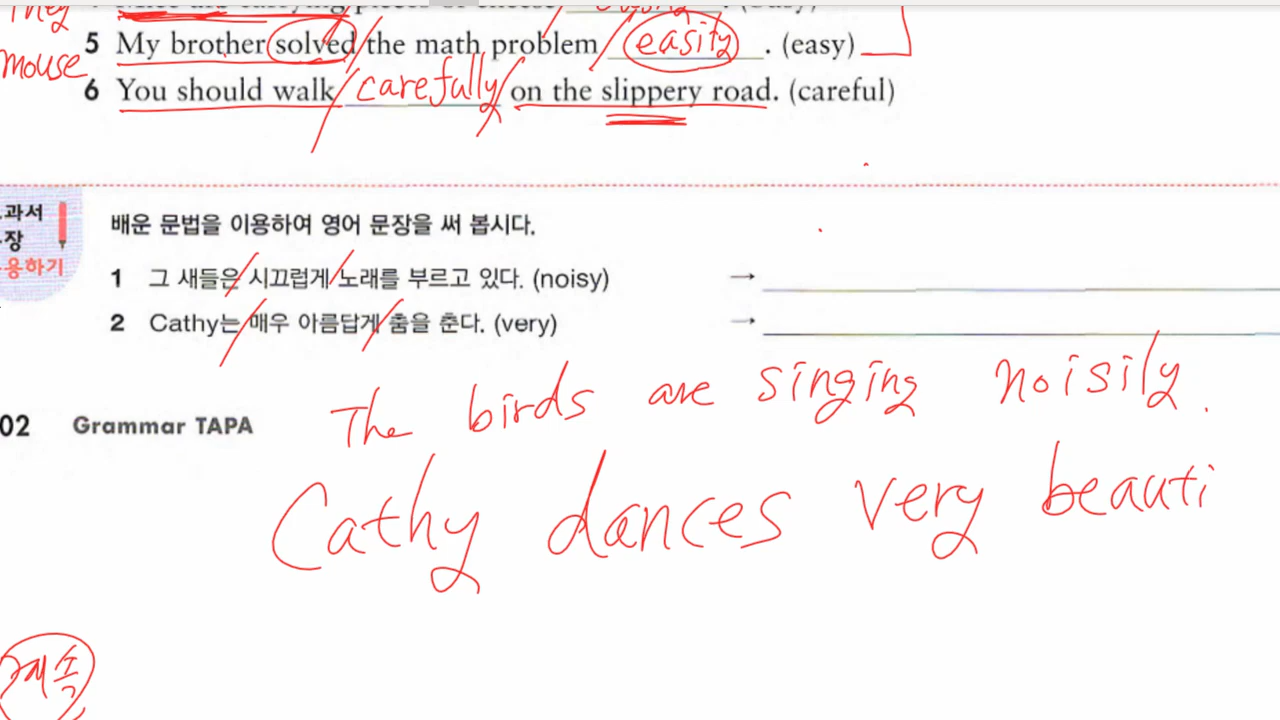 They
5 My brother solved the math problem easily. (easy)
mouse
6 You should walk carefully on the slippery road. (careful)
과서
장
용하기
배운 문법을 이용하여 영어 문장을 써 봅시다.
1 그 새들은 시끄럽게 노래를 부르고 있다. (noisy) →
2 Cathy는 매우 아름답게 춤을 춘다. (very) →
The birds are singing noisily.
02 Grammar TAPA
Cathy dances very beauti
계속